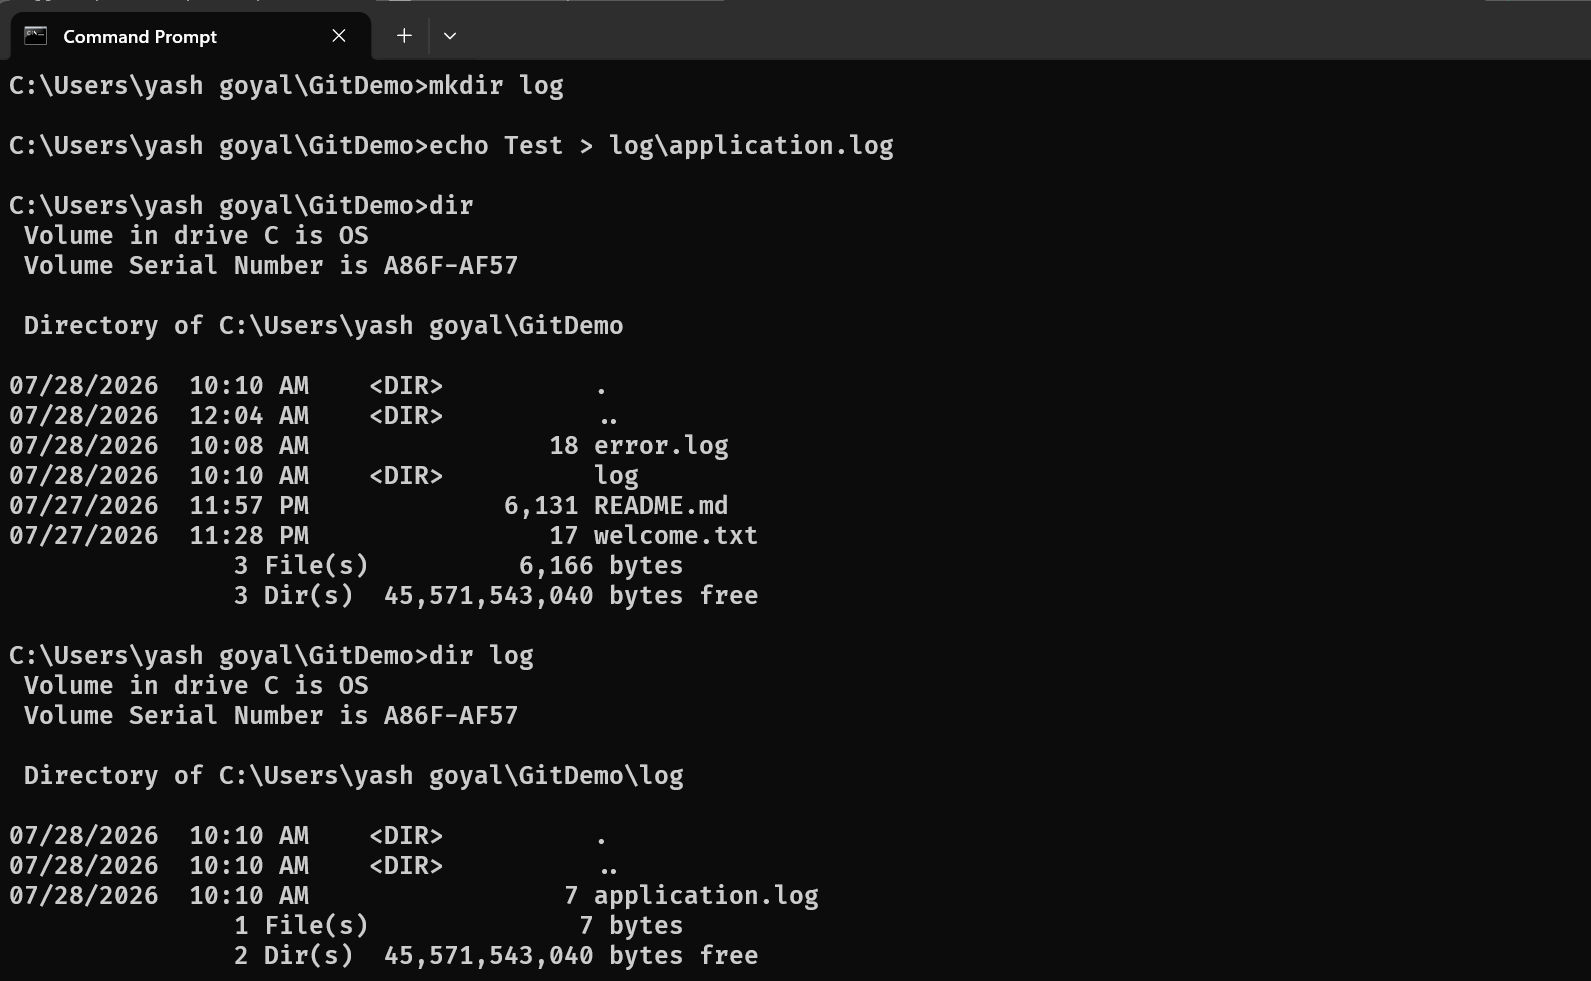 Command Prompt
C:\Users\yash goyal\GitDemo>mkdir log
C:\Users\yash goyal\GitDemo>echo Test > log\application.log
C:\Users\yash goyal\GitDemo>dir
 Volume in drive C is OS
 Volume Serial Number is A86F-AF57
 Directory of C:\Users\yash goyal\GitDemo
07/28/2026  10:10 AM    <DIR>          .
07/28/2026  12:04 AM    <DIR>          ..
07/28/2026  10:08 AM                18 error.log
07/28/2026  10:10 AM    <DIR>          log
07/27/2026  11:57 PM             6,131 README.md
07/27/2026  11:28 PM                17 welcome.txt
               3 File(s)          6,166 bytes
               3 Dir(s)  45,571,543,040 bytes free
C:\Users\yash goyal\GitDemo>dir log
 Volume in drive C is OS
 Volume Serial Number is A86F-AF57
 Directory of C:\Users\yash goyal\GitDemo\log
07/28/2026  10:10 AM    <DIR>          .
07/28/2026  10:10 AM    <DIR>          ..
07/28/2026  10:10 AM                 7 application.log
               1 File(s)              7 bytes
               2 Dir(s)  45,571,543,040 bytes free